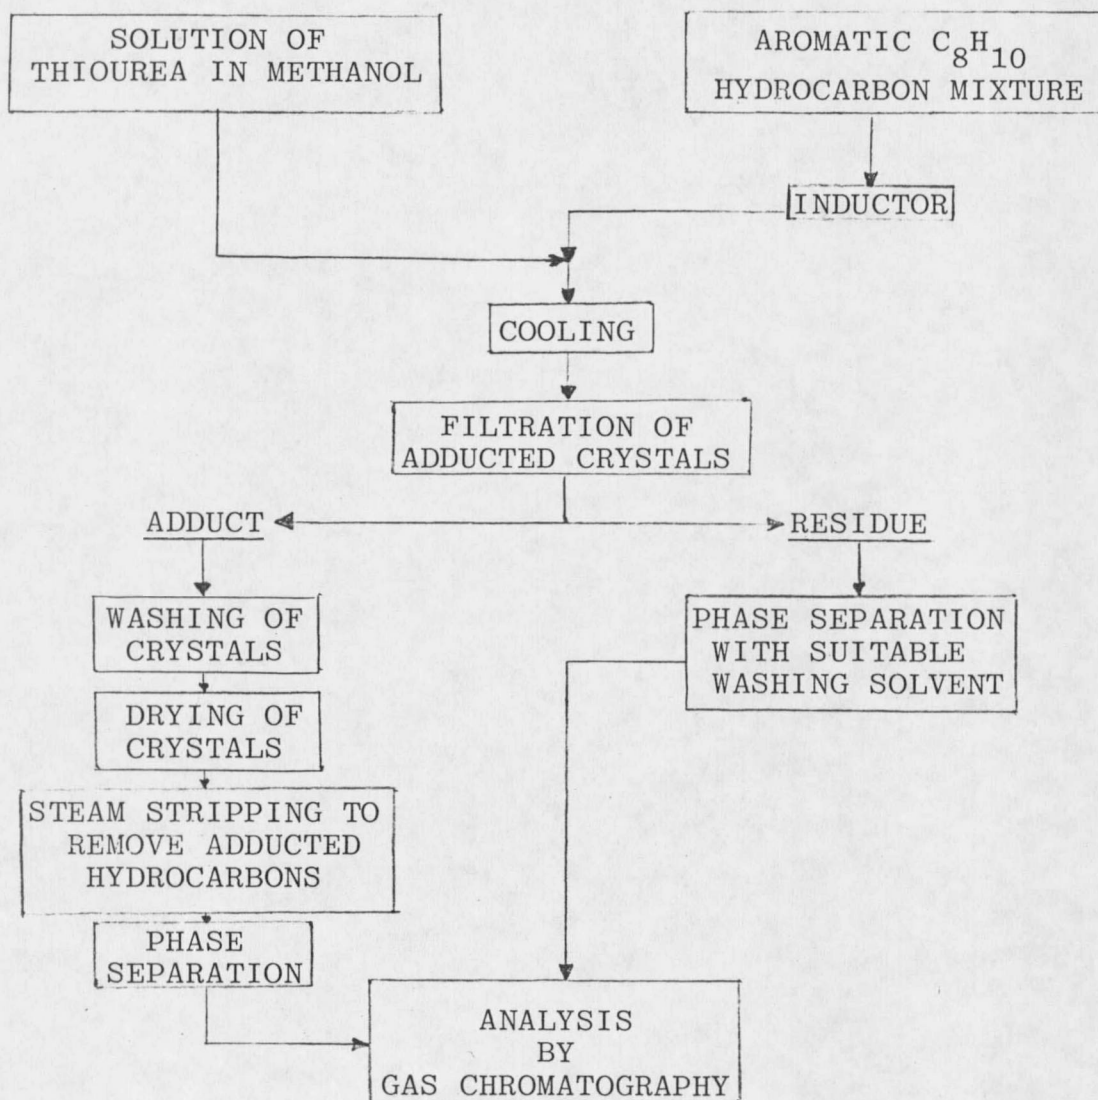 SOLUTION OF
THIOUREA IN METHANOL
AROMATIC C8H10
HYDROCARBON MIXTURE
INDUCTOR
COOLING
FILTRATION OF
ADDUCTED CRYSTALS
ADDUCT
RESIDUE
WASHING OF
CRYSTALS
DRYING OF
CRYSTALS
STEAM STRIPPING TO
REMOVE ADDUCTED
HYDROCARBONS
PHASE
SEPARATION
PHASE SEPARATION
WITH SUITABLE
WASHING SOLVENT
ANALYSIS
BY
GAS CHROMATOGRAPHY